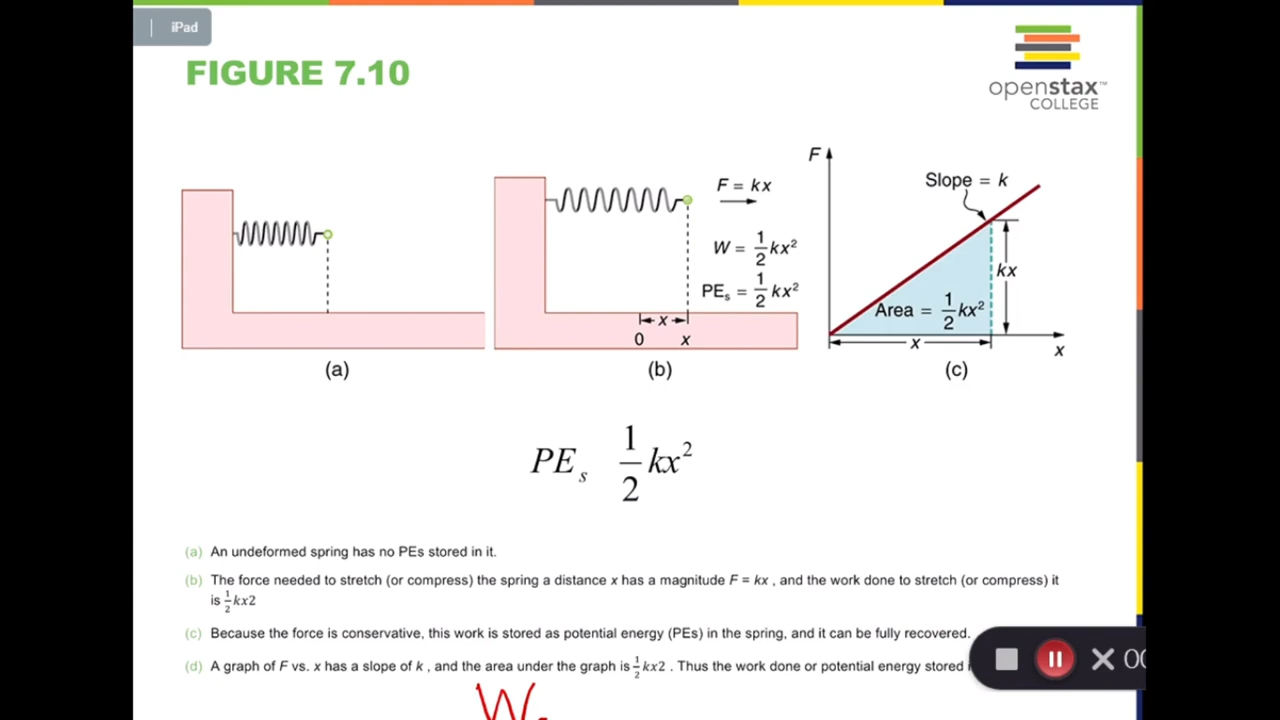 iPad
FIGURE 7.10
openstax™
COLLEGE
F = kx
W = 1/2 kx²
PEs = 1/2 kx²
x
0 x
(a)
(b)
F
Slope = k
kx
Area = 1/2 kx²
x
x
(c)
PEs 1/2 kx²
(a) An undeformed spring has no PEs stored in it.
(b) The force needed to stretch (or compress) the spring a distance x has a magnitude F = kx , and the work done to stretch (or compress) it
is 1/2 kx2
(c) Because the force is conservative, this work is stored as potential energy (PEs) in the spring, and it can be fully recovered.
(d) A graph of F vs. x has a slope of k , and the area under the graph is 1/2 kx2 . Thus the work done or potential energy stored
W